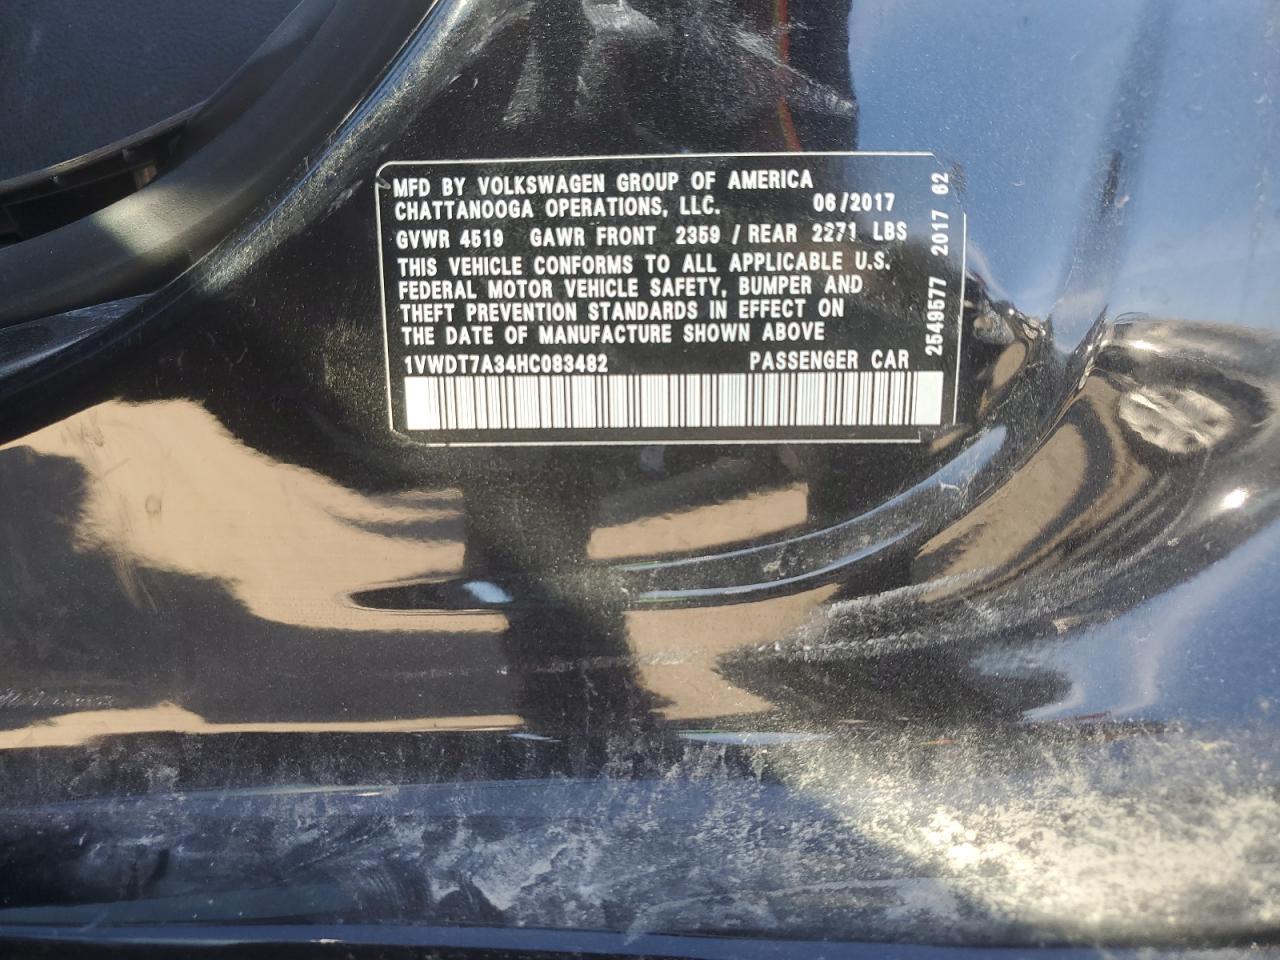 MFD BY VOLKSWAGEN GROUP OF AMERICA
CHATTANOOGA OPERATIONS, LLC. 06/2017
GVWR 4519 GAWR FRONT 2359 / REAR 2271 LBS
THIS VEHICLE CONFORMS TO ALL APPLICABLE U.S.
FEDERAL MOTOR VEHICLE SAFETY, BUMPER AND
THEFT PREVENTION STANDARDS IN EFFECT ON
THE DATE OF MANUFACTURE SHOWN ABOVE
1VWDT7A34HC083482 PASSENGER CAR
2549577 2017 62